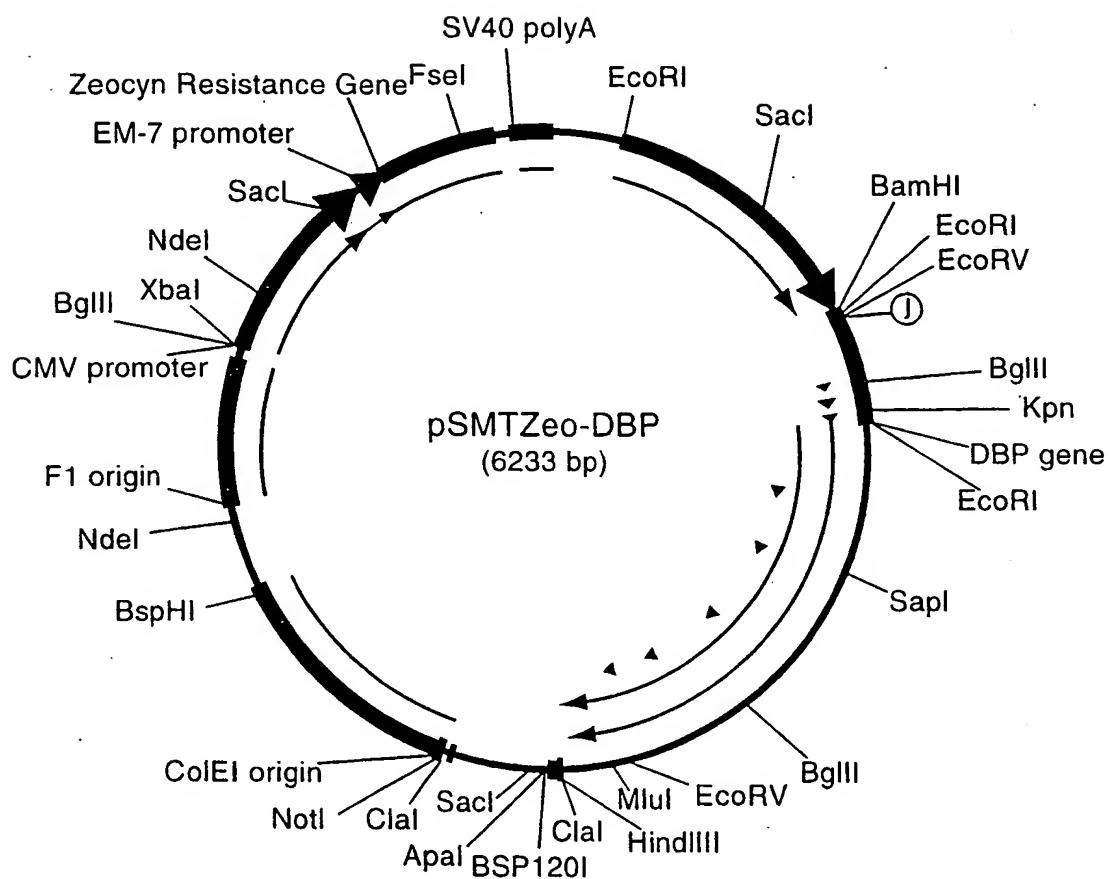 SV40 polyA
Zeocyn Resistance Gene
FseI
EcoRI
EM-7 promoter
SacI
SacI
BamHI
NdeI
EcoRI
XbaI
EcoRV
BglII
J
CMV promoter
BglII
Kpn
pSMTZeo-DBP
(6233 bp)
DBP gene
F1 origin
EcoRI
NdeI
BspHI
SapI
ColEI origin
BglII
NotI
ClaI
SacI
MluI
EcoRV
ApaI
ClaI
HindIIII
BSP120I